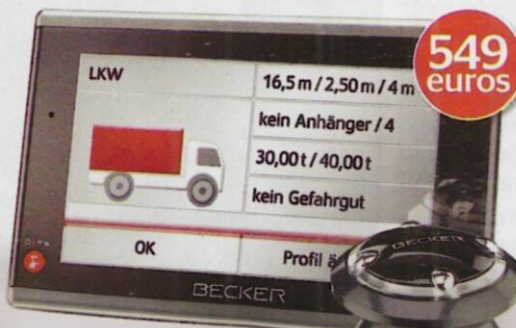 549
euros
LKW
16,5 m / 2,50 m / 4 m
kein Anhänger / 4
30,00 t / 40,00 t
kein Gefahrgut
OK
Profil ä
BECKER
BECKER